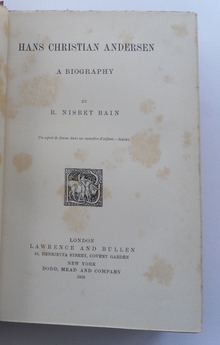 HANS CHRISTIAN ANDERSEN
A BIOGRAPHY
BY
R. NISBET BAIN
LONDON
LAWRENCE AND BULLEN
16, HENRIETTA STREET, COVENT GARDEN
NEW YORK
DODD, MEAD AND COMPANY